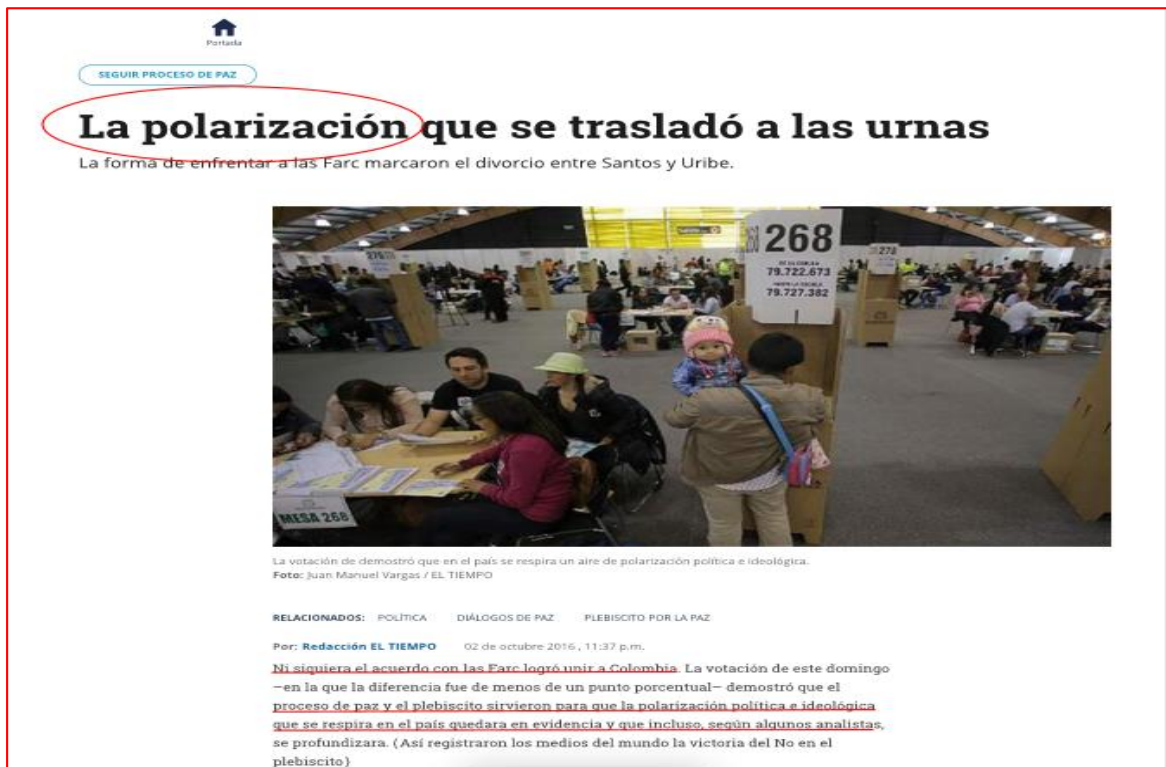 Portada
SEGUIR PROCESO DE PAZ
La polarización que se trasladó a las urnas
La forma de enfrentar a las Farc marcaron el divorcio entre Santos y Uribe.
268
79.722.673
79.727.382
278
MESA 268
La votación de demostró que en el país se respira un aire de polarización política e ideológica.
Foto: Juan Manuel Vargas / EL TIEMPO
RELACIONADOS: POLÍTICA DIÁLOGOS DE PAZ PLEBISCITO POR LA PAZ
Por: Redacción EL TIEMPO 02 de octubre 2016 , 11:37 p.m.
Ni siquiera el acuerdo con las Farc logró unir a Colombia. La votación de este domingo
—en la que la diferencia fue de menos de un punto porcentual— demostró que el
proceso de paz y el plebiscito sirvieron para que la polarización política e ideológica
que se respira en el país quedara en evidencia y que incluso, según algunos analistas,
se profundizara. (Así registraron los medios del mundo la victoria del No en el
plebiscito)